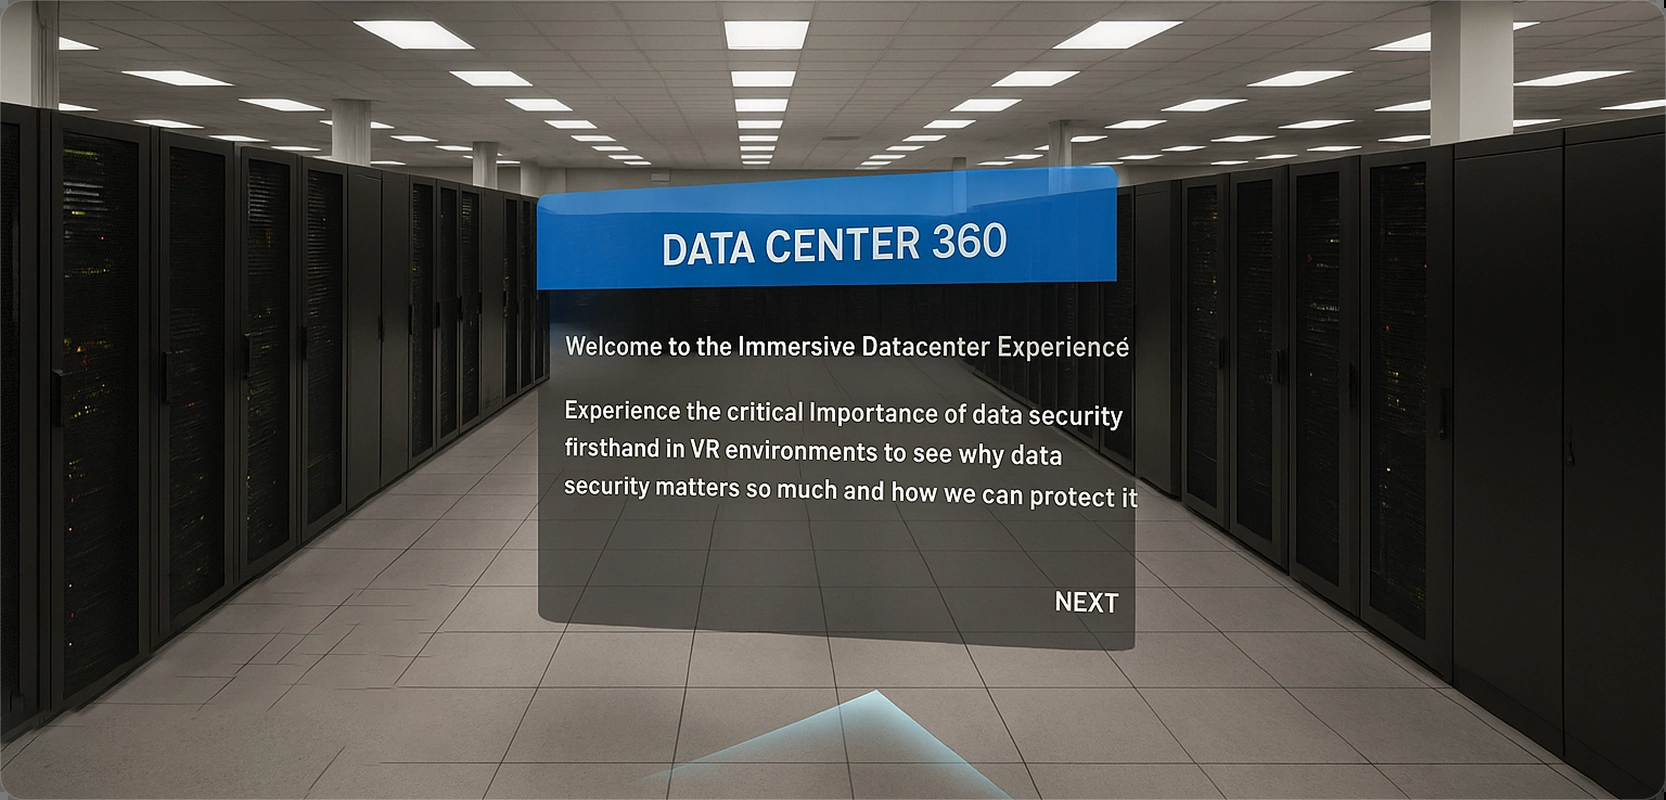 DATA CENTER 360
Welcome to the Immersive Datacenter Experience
Experience the critical Importance of data security
firsthand in VR environments to see why data
security matters so much and how we can protect it
NEXT